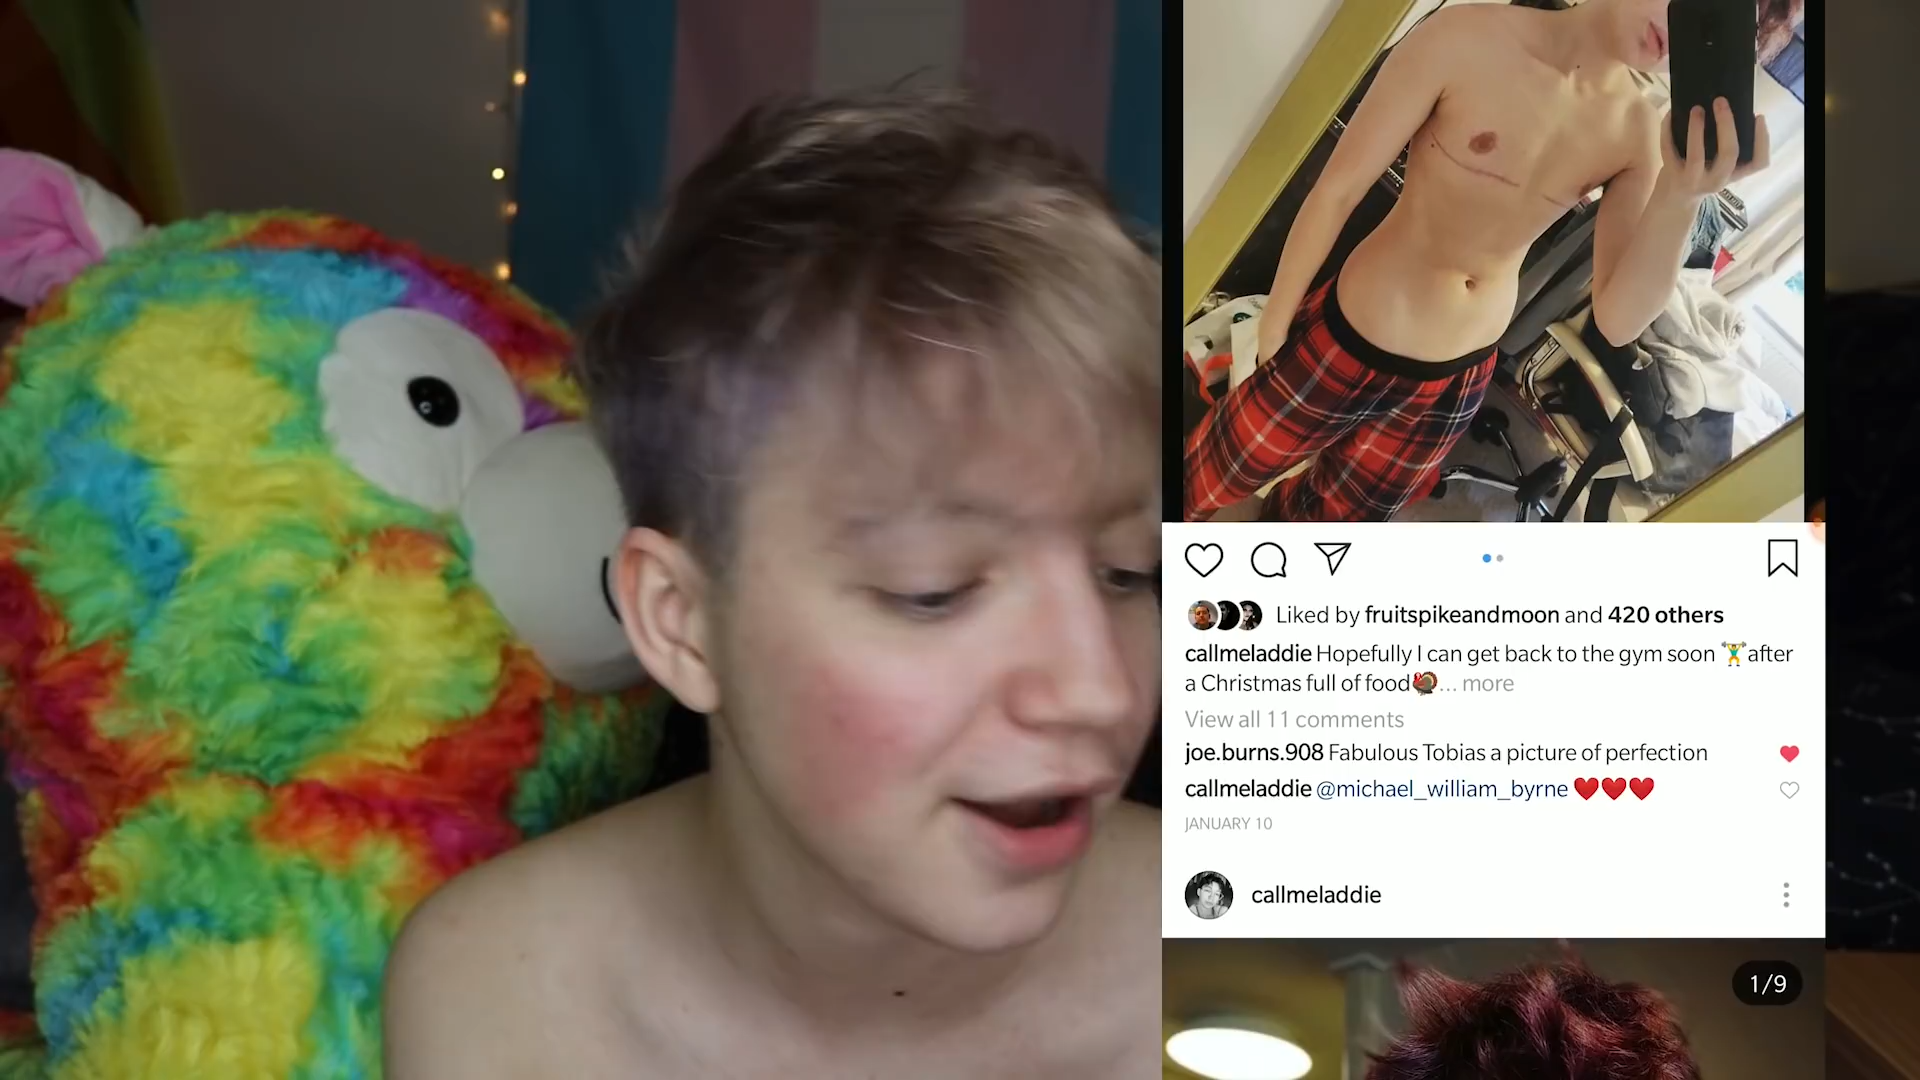 Liked by fruitspikeandmoon and 420 others
callmeladdie Hopefully I can get back to the gym soon 🏋️after
a Christmas full of food🦃... more
View all 11 comments
joe.burns.908 Fabulous Tobias a picture of perfection
callmeladdie @michael_william_byrne ❤️❤️❤️
JANUARY 10
callmeladdie
1/9